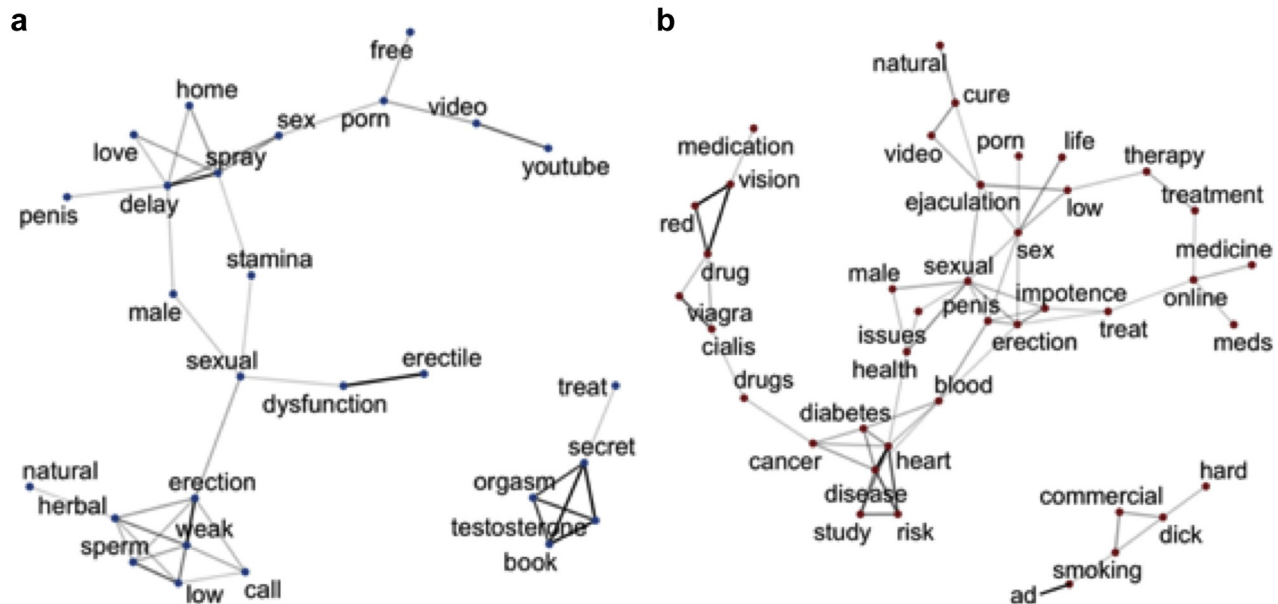 a
free
home
sex
porn
video
love
spray
youtube
penis
delay
stamina
male
sexual
erectile
dysfunction
treat
secret
natural
erection
orgasm
herbal
weak
testosterone
sperm
book
low
call
b
natural
cure
porn
life
medication
video
therapy
vision
ejaculation
low
treatment
red
sex
medicine
drug
male
sexual
penis
impotence
online
viagra
issues
erection
treat
meds
cialis
health
drugs
blood
diabetes
cancer
heart
disease
hard
study
risk
commercial
dick
smoking
ad